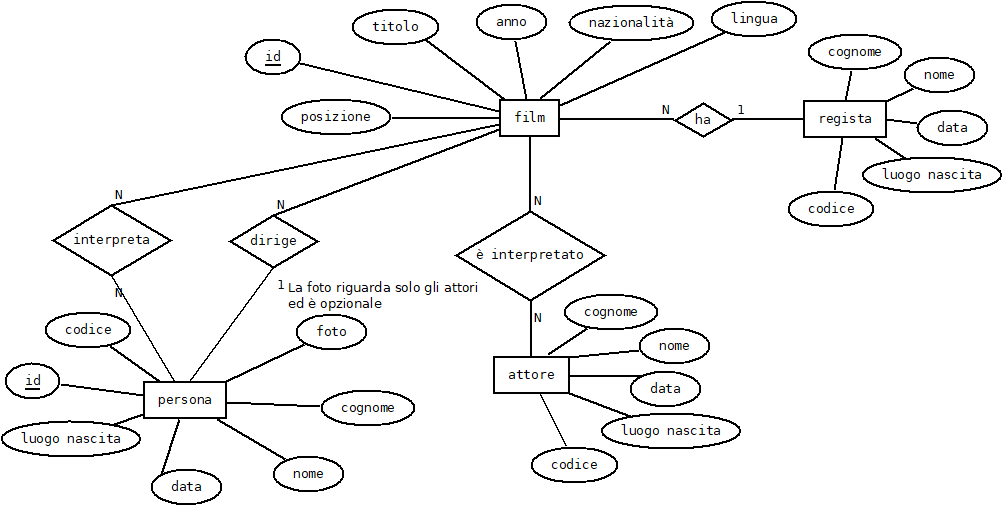 titolo
anno
nazionalità
lingua
id
cognome
nome
posizione
film
N
ha
1
regista
data
luogo nascita
codice
N
N
N
interpreta
dirige
è interpretato
N
1
La foto riguarda solo gli attori
ed è opzionale
N
codice
foto
cognome
nome
id
persona
attore
data
cognome
luogo nascita
luogo nascita
codice
nome
data